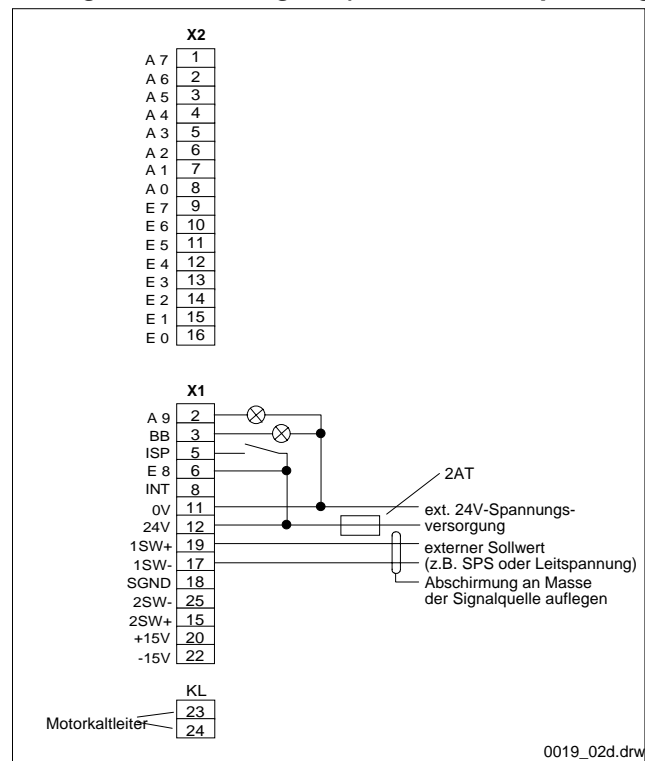 X2
A 7 1
A 6 2
A 5 3
A 4 4
A 3 5
A 2 6
A 1 7
A 0 8
E 7 9
E 6 10
E 5 11
E 4 12
E 3 13
E 2 14
E 1 15
E 0 16
X1
A 9 2
BB 3
ISP 5
E 8 6
INT 8
0V 11
24V 12
1SW+ 19
1SW- 17
SGND 18
2SW- 25
2SW+ 15
+15V 20
-15V 22
2AT
ext. 24V-Spannungs-
versorgung
externer Sollwert
(z.B. SPS oder Leitspannung)
Abschirmung an Masse
der Signalquelle auflegen
KL
23
Motorkaltleiter
24
0019_02d.drw